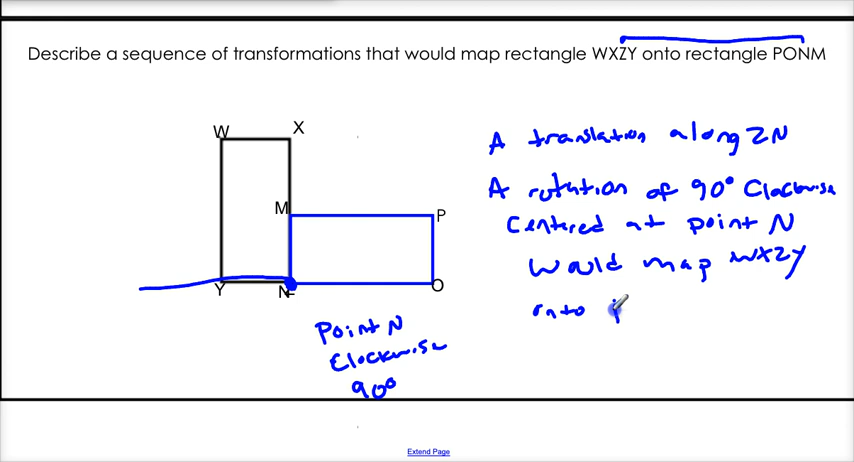 Describe a sequence of transformations that would map rectangle WXZY onto rectangle PONM
W
X
A translation along ZN
A rotation of 90° Clockwise
M
P
Centered at point N
Would map WXZY
Y
O
onto
Point N
Clockwise
90°
Extend Page